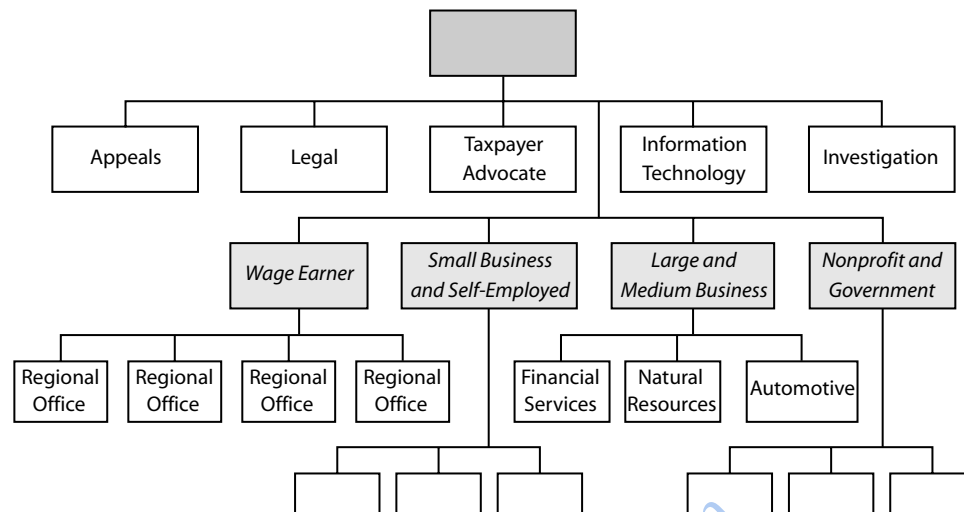 Appeals
Legal
Taxpayer
Advocate
Information
Technology
Investigation
Wage Earner
Small Business
and Self-Employed
Large and
Medium Business
Nonprofit and
Government
Regional
Office
Regional
Office
Regional
Office
Regional
Office
Financial
Services
Natural
Resources
Automotive